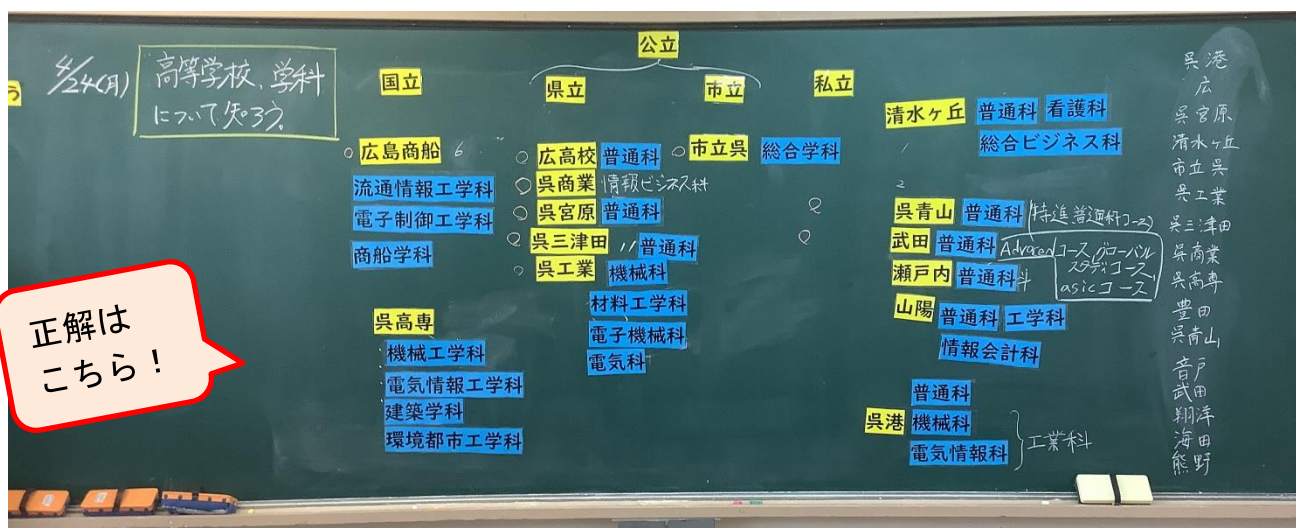 4/24(月)
高等学校、学科
について知ろう。
正解は
こちら！
公立
国立
県立
市立
私立
広島商船 6
流通情報工学科
電子制御工学科
商船学科
呉高専
機械工学科
電気情報工学科
建築学科
環境都市工学科
広高校 普通科
呉商業 情報ビジネス科
呉宮原 普通科
呉三津田 〃 普通科
呉工業 機械科
材料工学科
電子機械科
電気科
市立呉 総合学科
清水ヶ丘 普通科 看護科
総合ビジネス科
呉青山 普通科 (特進 普通科コース)
武田 普通科 コース グローバル
スタディコース
asicコース
瀬戸内 普通科
山陽 普通科 工学科
情報会計科
呉港
普通科
機械科
電気情報科
工業科
呉港
広
呉宮原
清水ヶ丘
市立呉
呉工業
呉三津田
呉商業
呉高専
豊田
呉青山
音戸
武田
翔洋
海田
熊野